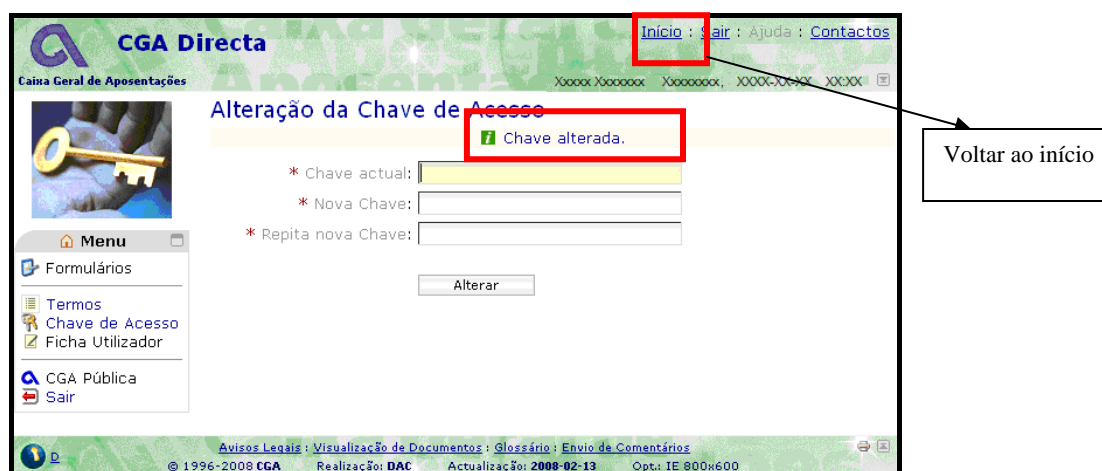 CGA Directa
Início : Sair : Ajuda : Contactos
Caixa Geral de Aposentações
Xxxxx Xxxxxxx Xxxxxxxx, XXXX-XX-XX XX:XX
Alteração da Chave de Acesso
Chave alterada.
Voltar ao início
* Chave actual:
* Nova Chave:
* Repita nova Chave:
Alterar
Menu
Formulários
Termos
Chave de Acesso
Ficha Utilizador
CGA Pública
Sair
D
Avisos Legais : Visualização de Documentos : Glossário : Envio de Comentários
© 1996-2008 CGA Realização: DAC Actualização: 2008-02-13 Opt.: IE 800x600